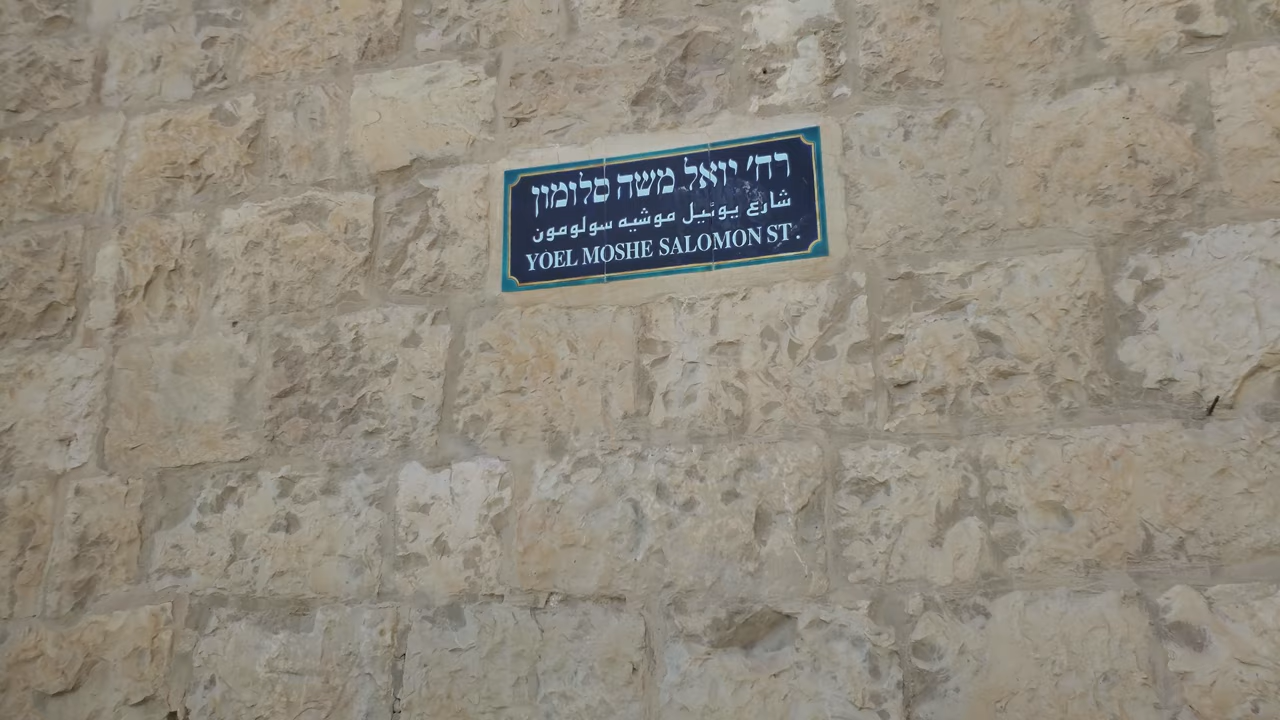 רח׳ יואל משה סלומון
شارع يوئيل موشيه سولومون
YOEL MOSHE SALOMON ST.